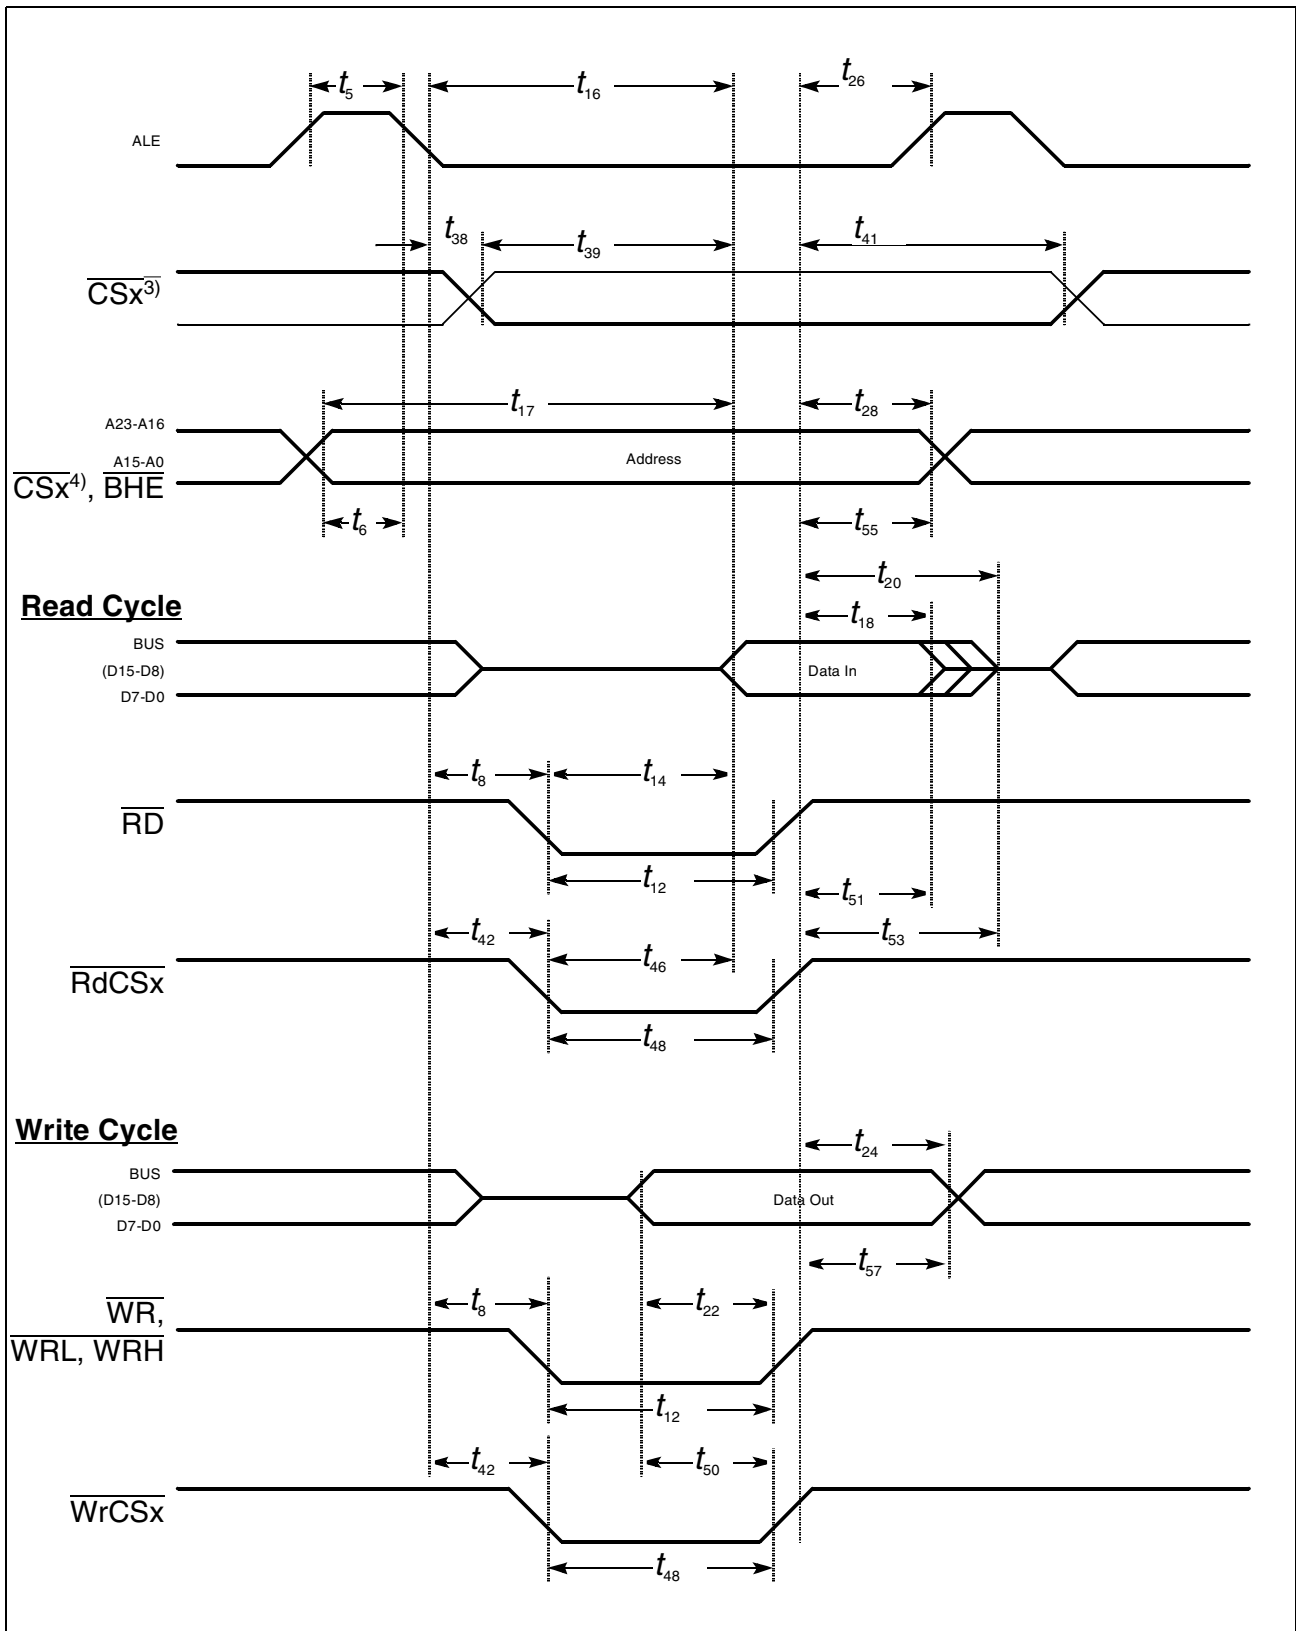 t5 t16 t26
ALE
t38 t39 t41
CSx3)
t17 t28
A23-A16
A15-A0 Address
CSx4), BHE
t6 t55
t20
Read Cycle t18
BUS
(D15-D8) Data In
D7-D0
t8 t14
RD
t12 t51
t42 t46 t53
RdCSx
t48
Write Cycle
t24
BUS
(D15-D8) Data Out
D7-D0
t57
WR, t8 t22
WRL, WRH
t12
t42 t50
WrCSx
t48